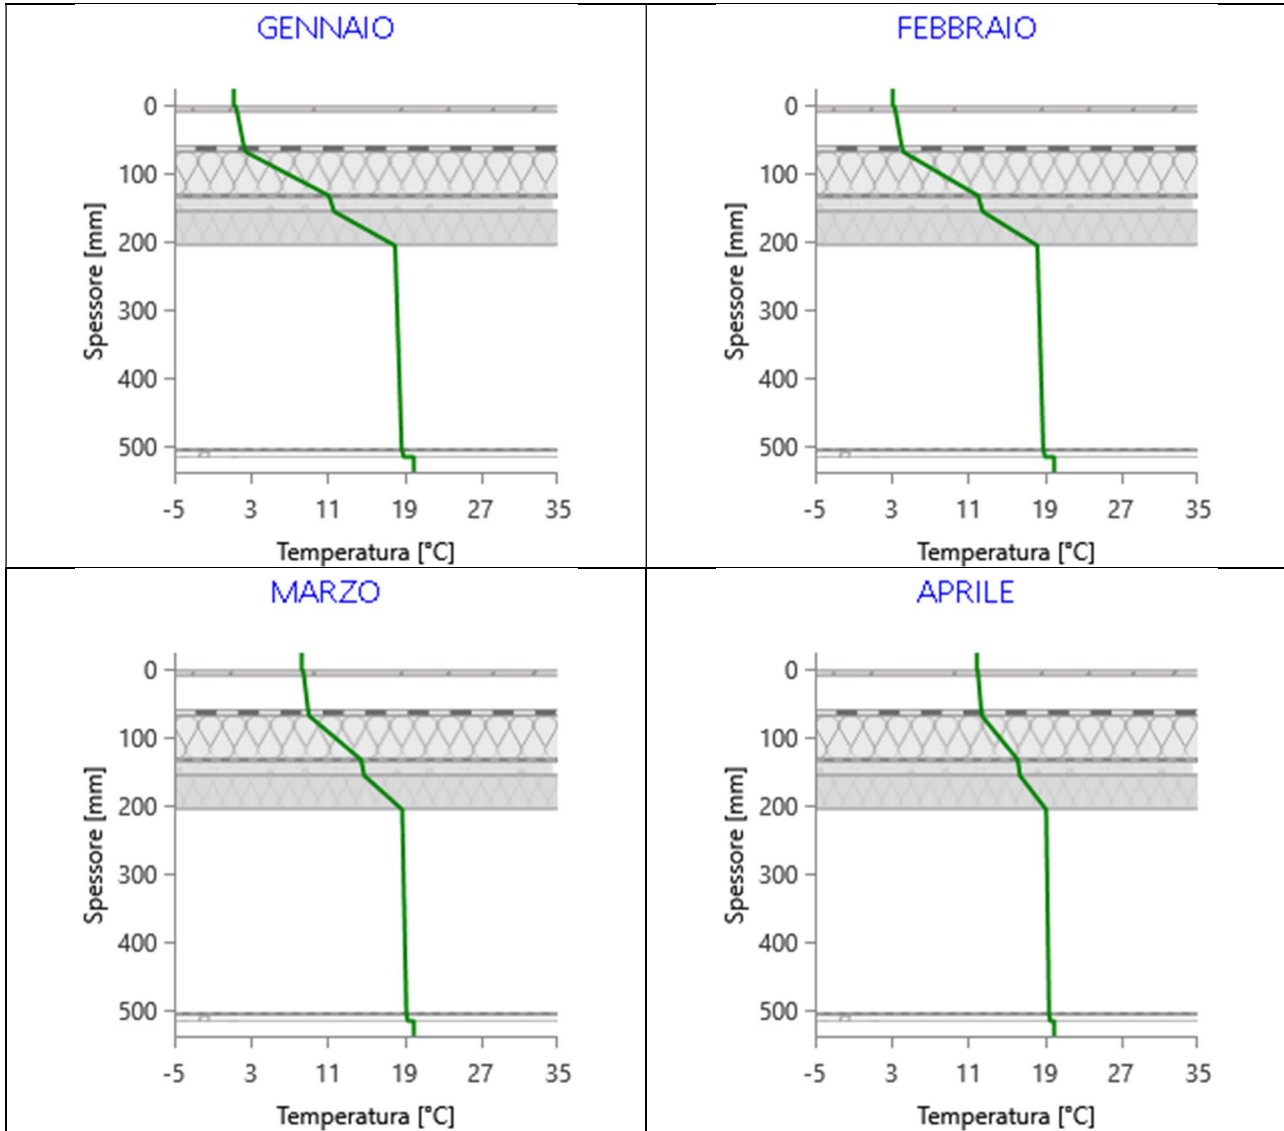 GENNAIO
0
100
200
300
400
500
Spessore [mm]
-5 3 11 19 27 35
Temperatura [°C]
FEBBRAIO
0
100
200
300
400
500
Spessore [mm]
-5 3 11 19 27 35
Temperatura [°C]
MARZO
0
100
200
300
400
500
Spessore [mm]
-5 3 11 19 27 35
Temperatura [°C]
APRILE
0
100
200
300
400
500
Spessore [mm]
-5 3 11 19 27 35
Temperatura [°C]